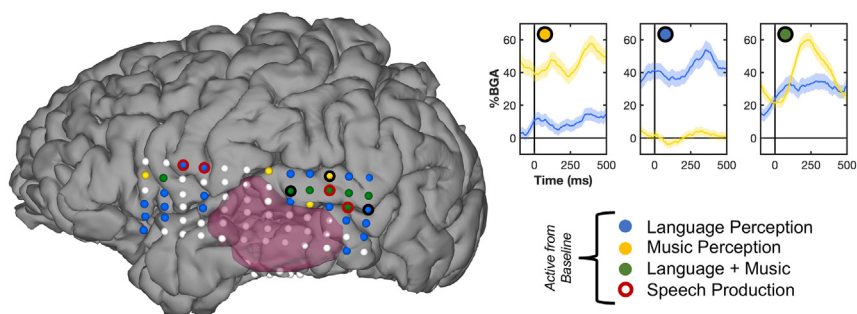 %BGA
60
40
20
0
0
250
500
60
40
20
0
0
250
500
60
40
20
0
0
250
500
Time (ms)
Active from
Baseline
Language Perception
Music Perception
Language + Music
Speech Production